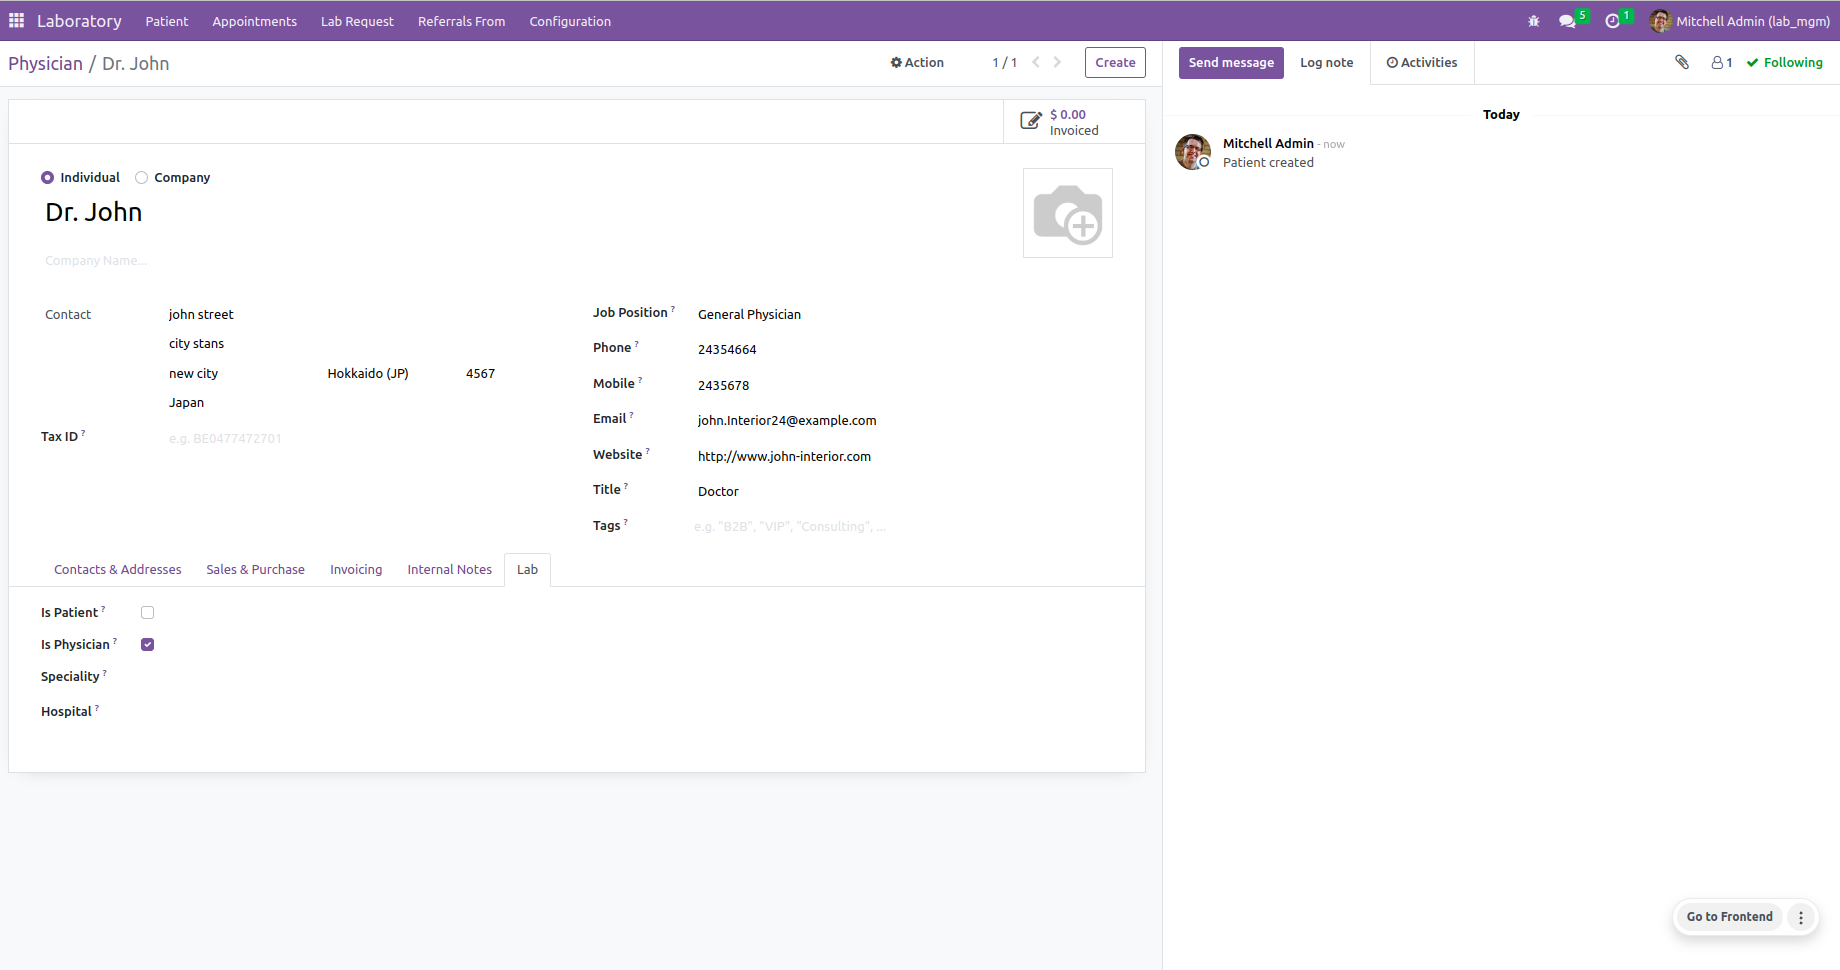 Laboratory Patient Appointments Lab Request Referrals From Configuration 5 1 Mitchell Admin (lab_mgm)
Physician / Dr. John Action 1 / 1 Create Send message Log note Activities 1 Following
$ 0.00
Invoiced
Individual Company
Dr. John
Company Name...
Contact john street
city stans
new city Hokkaido (JP) 4567
Japan
Tax ID ? e.g. BE0477472701
Job Position ? General Physician
Phone ? 24354664
Mobile ? 2435678
Email ? john.Interior24@example.com
Website ? http://www.john-interior.com
Title ? Doctor
Tags ? e.g. "B2B", "VIP", "Consulting", ...
Contacts & Addresses Sales & Purchase Invoicing Internal Notes Lab
Is Patient ?
Is Physician ?
Speciality ?
Hospital ?
Today
Mitchell Admin - now
Patient created
Go to Frontend